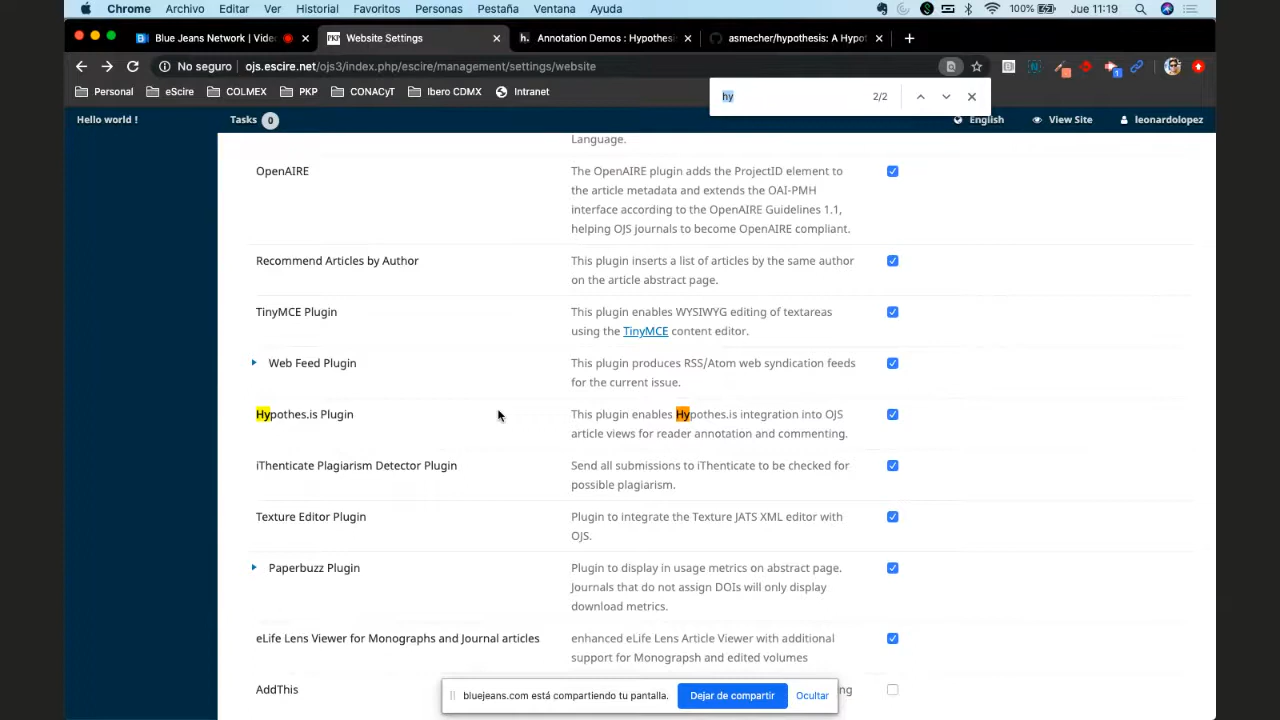 Chrome Archivo Editar Ver Historial Favoritos Personas Pestaña Ventana Ayuda 100% Jue 11:19
Blue Jeans Network | Vide Website Settings Annotation Demos : Hypothes asmecher/hypothesis: A Hypot
No seguro ojs.escire.net/ojs3/index.php/escire/management/settings/website
Personal eScire COLMEX PKP CONACyT Ibero CDMX Intranet
hy 2/2
Hello world ! Tasks 0 English View Site leonardolopez
Language.
OpenAIRE The OpenAIRE plugin adds the ProjectID element to
the article metadata and extends the OAI-PMH
interface according to the OpenAIRE Guidelines 1.1,
helping OJS journals to become OpenAIRE compliant.
Recommend Articles by Author This plugin inserts a list of articles by the same author
on the article abstract page.
TinyMCE Plugin This plugin enables WYSIWYG editing of textareas
using the TinyMCE content editor.
Web Feed Plugin This plugin produces RSS/Atom web syndication feeds
for the current issue.
Hypothes.is Plugin This plugin enables Hypothes.is integration into OJS
article views for reader annotation and commenting.
iThenticate Plagiarism Detector Plugin Send all submissions to iThenticate to be checked for
possible plagiarism.
Texture Editor Plugin Plugin to integrate the Texture JATS XML editor with
OJS.
Paperbuzz Plugin Plugin to display in usage metrics on abstract page.
Journals that do not assign DOIs will only display
download metrics.
eLife Lens Viewer for Monographs and Journal articles enhanced eLife Lens Article Viewer with additional
support for Monograpsh and edited volumes
AddThis ng
bluejeans.com está compartiendo tu pantalla. Dejar de compartir Ocultar